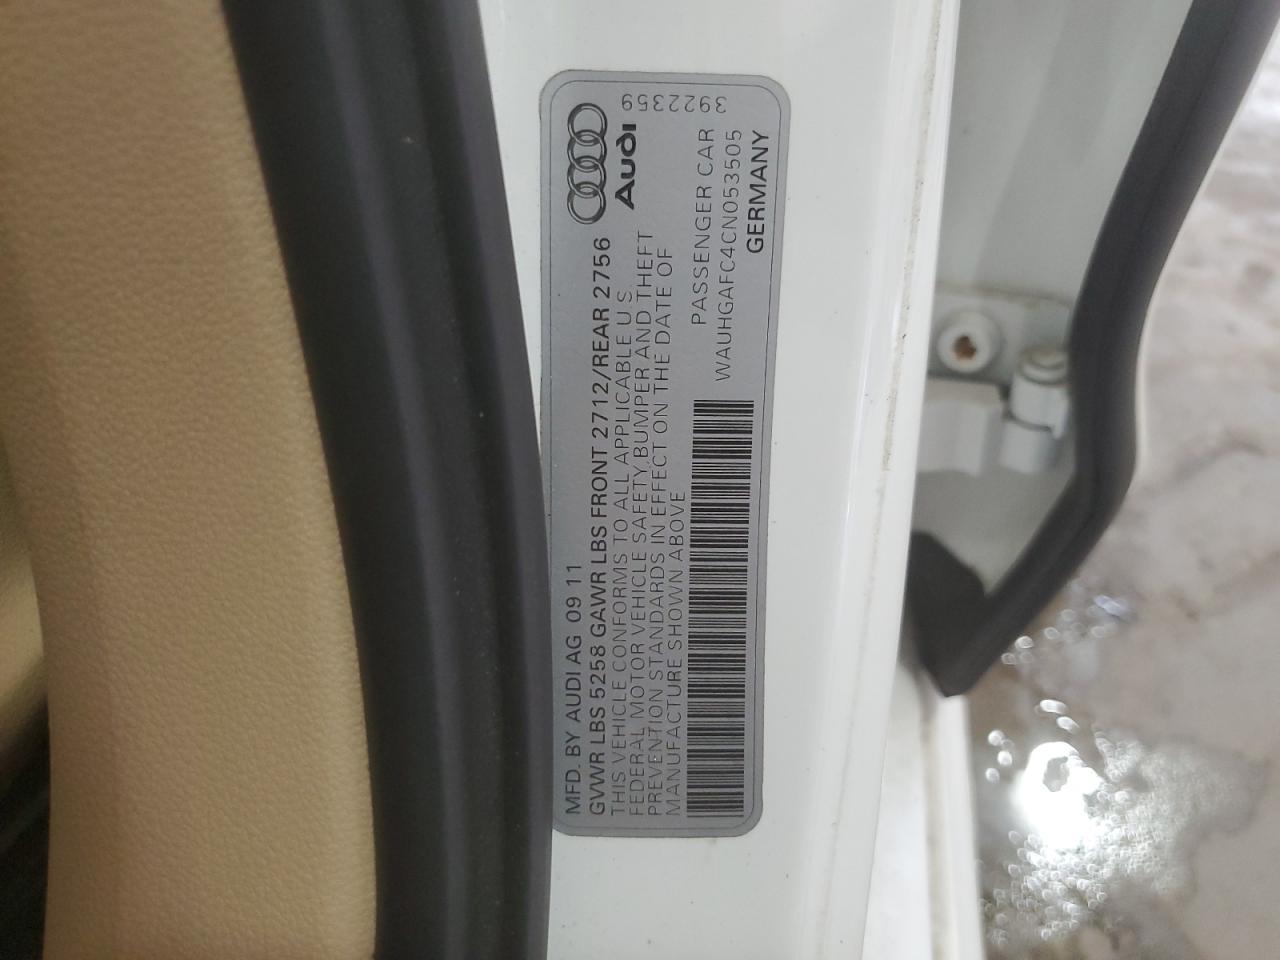 MFD. BY AUDI AG 09 11
GVWR LBS 5258 GAWR LBS FRONT 2712/REAR 2756
THIS VEHICLE CONFORMS TO ALL APPLICABLE U.S.
FEDERAL MOTOR VEHICLE SAFETY, BUMPER AND THEFT
PREVENTION STANDARDS IN EFFECT ON THE DATE OF
MANUFACTURE SHOWN ABOVE
Audi
PASSENGER CAR
WAUHGAFC4CN053505
GERMANY
3922359